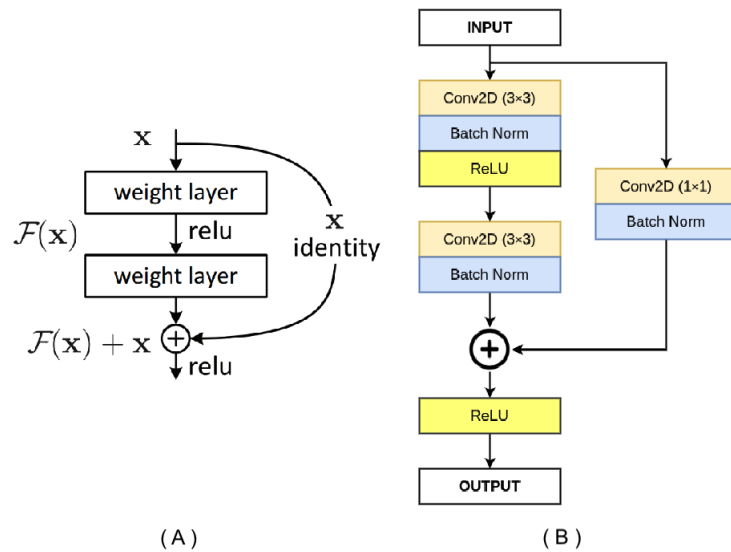 x
weight layer
F(x)
relu
x
identity
weight layer
F(x) + x
+
relu
(A)
INPUT
Conv2D (3×3)
Batch Norm
ReLU
Conv2D (1×1)
Batch Norm
Conv2D (3×3)
Batch Norm
+
ReLU
OUTPUT
(B)